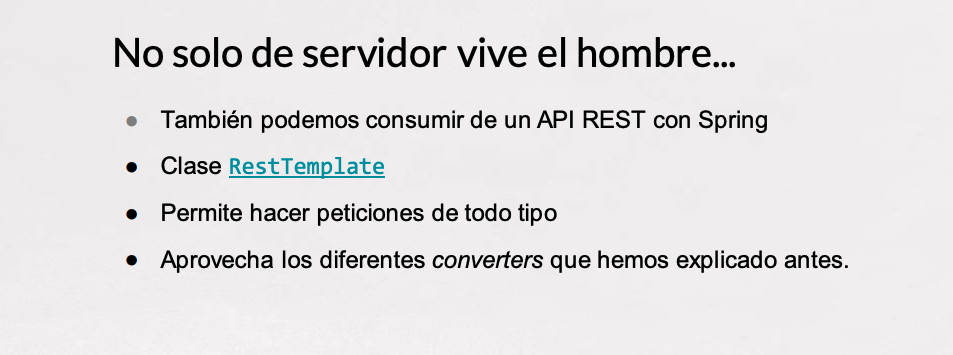 No solo de servidor vive el hombre...
● También podemos consumir de un API REST con Spring
● Clase RestTemplate
● Permite hacer peticiones de todo tipo
● Aprovecha los diferentes converters que hemos explicado antes.